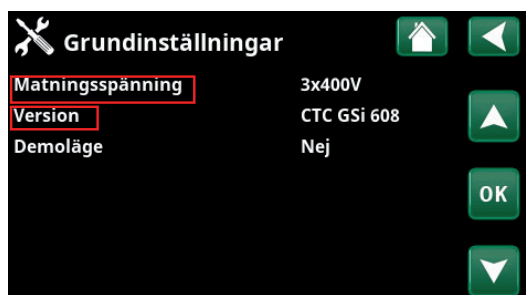 Grundinställningar
Matningsspänning 3x400V
Version CTC GSi 608
Demoläge Nej
OK